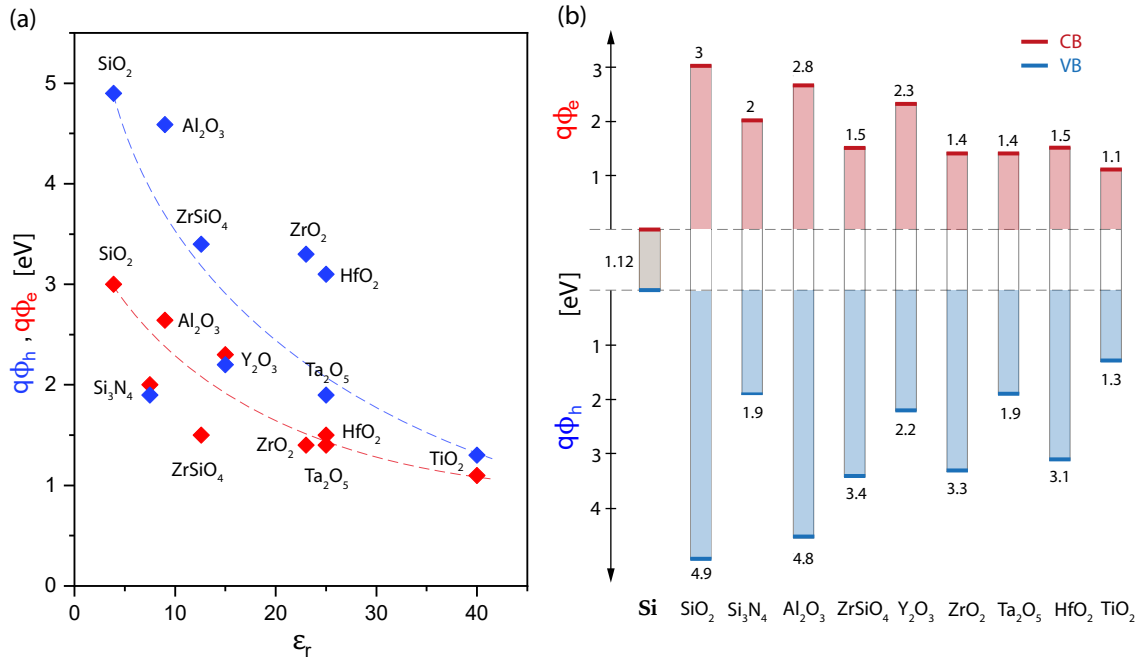 (a)
SiO₂
Al₂O₃
ZrSiO₄
ZrO₂
HfO₂
SiO₂
Al₂O₃
Y₂O₃
Ta₂O₅
Si₃N₄
HfO₂
ZrO₂
TiO₂
ZrSiO₄
Ta₂O₅
5
4
3
2
1
0
0
10
20
30
40
qϕh , qϕe [eV]
εr
(b)
CB
VB
3
2
1
qϕe
[eV]
qϕh
1
2
3
4
1.12
3
2
2.8
1.5
2.3
1.4
1.4
1.5
1.1
4.9
1.9
4.8
3.4
2.2
3.3
1.9
3.1
1.3
Si SiO₂ Si₃N₄ Al₂O₃ ZrSiO₄ Y₂O₃ ZrO₂ Ta₂O₅ HfO₂ TiO₂